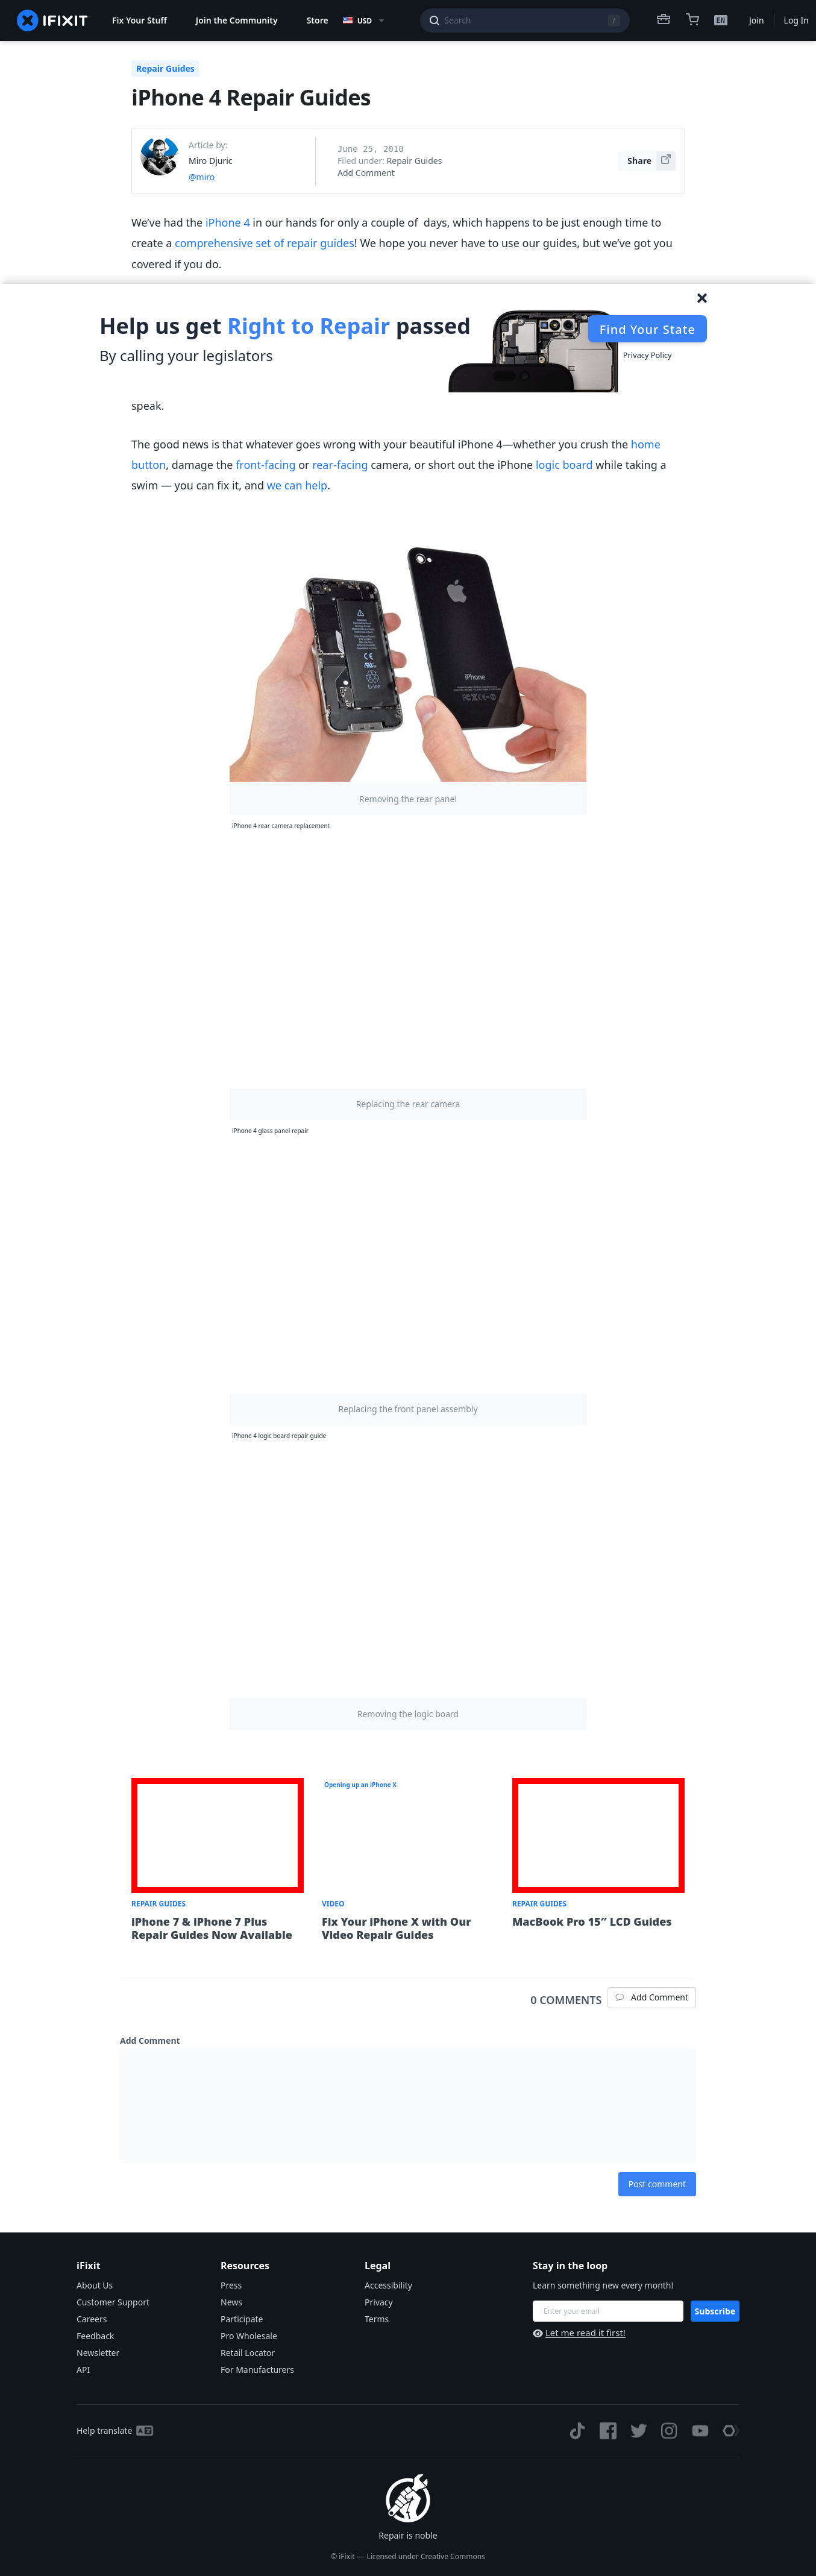 IFIXIT
Fix Your Stuff
Join the Community
Store
USD
Search
/
EN
Join
Log In
Repair Guides
iPhone 4 Repair Guides
Article by:
Miro Djuric
@miro
June 25, 2010
Filed under: Repair Guides
Add Comment
Share
We’ve had the iPhone 4 in our hands for only a couple of  days, which happens to be just enough time to
create a comprehensive set of repair guides! We hope you never have to use our guides, but we’ve got you
covered if you do.
Help us get Right to Repair passed
By calling your legislators
Find Your State
Privacy Policy
speak.
The good news is that whatever goes wrong with your beautiful iPhone 4—whether you crush the home
button, damage the front-facing or rear-facing camera, or short out the iPhone logic board while taking a
swim — you can fix it, and we can help.
iPhone
Li-ion
Removing the rear panel
iPhone 4 rear camera replacement
Replacing the rear camera
iPhone 4 glass panel repair
Replacing the front panel assembly
iPhone 4 logic board repair guide
Removing the logic board
Opening up an iPhone X
REPAIR GUIDES
iPhone 7 & iPhone 7 Plus
Repair Guides Now Available
VIDEO
Fix Your iPhone X with Our
Video Repair Guides
REPAIR GUIDES
MacBook Pro 15″ LCD Guides
0 COMMENTS
Add Comment
Add Comment
Post comment
iFixit
About Us
Customer Support
Careers
Feedback
Newsletter
API
Resources
Press
News
Participate
Pro Wholesale
Retail Locator
For Manufacturers
Legal
Accessibility
Privacy
Terms
Stay in the loop
Learn something new every month!
Enter your email
Subscribe
Let me read it first!
Help translate
Repair is noble
© iFixit — Licensed under Creative Commons